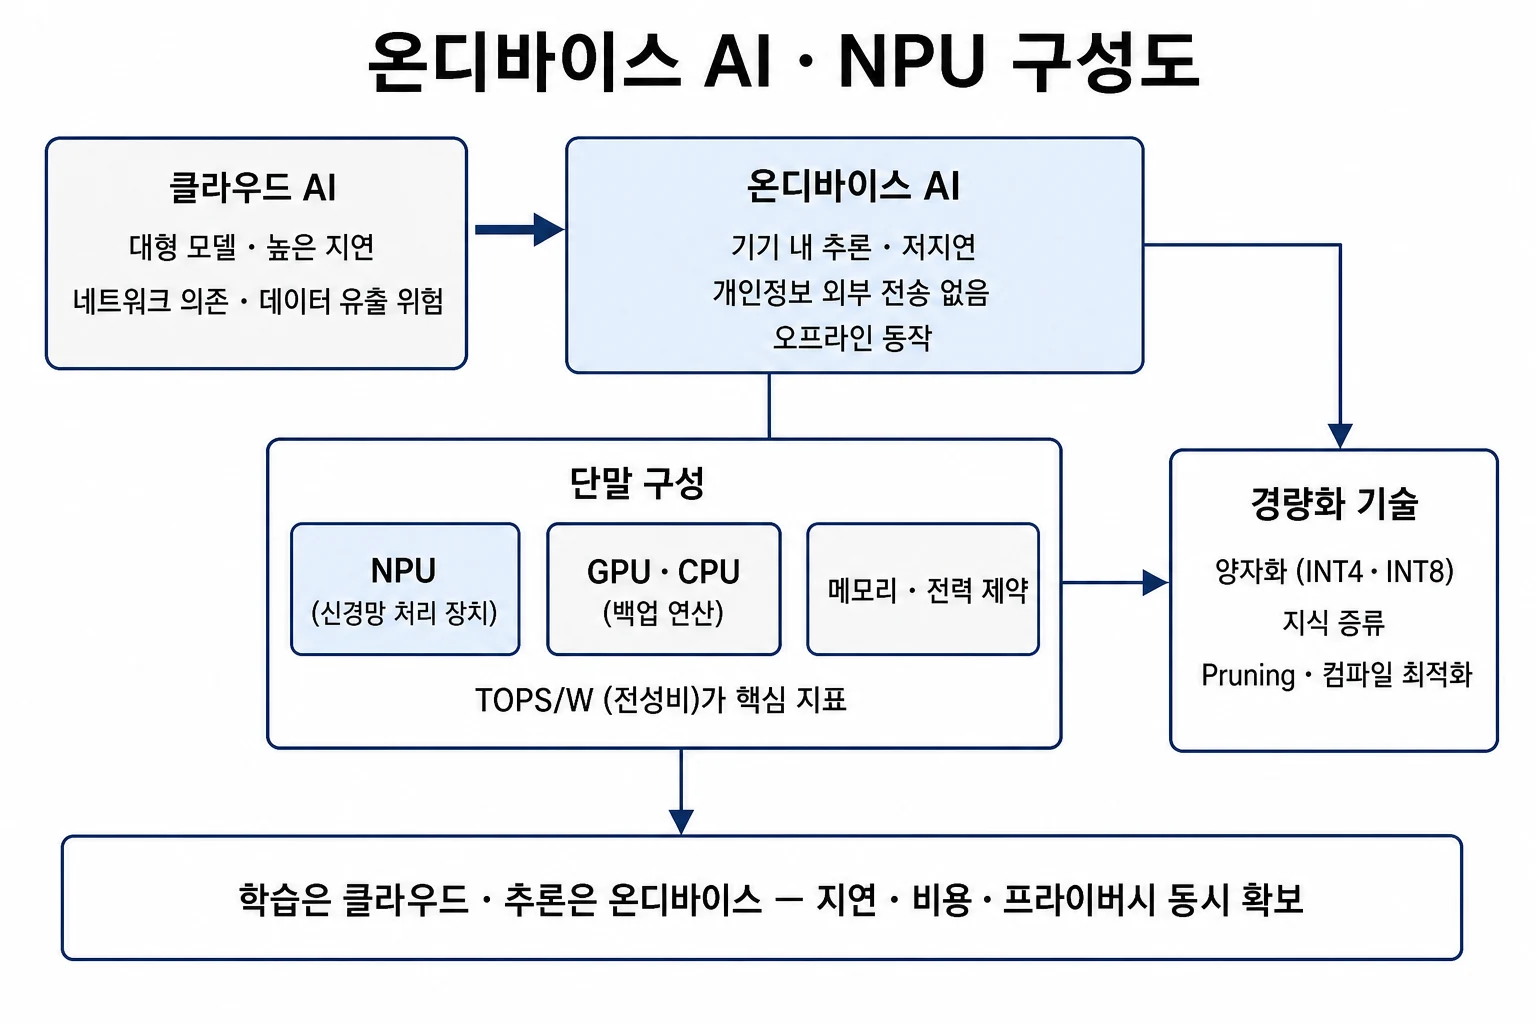 온디바이스 AI · NPU 구성도
클라우드 AI
대형 모델 · 높은 지연
네트워크 의존 · 데이터 유출 위험
온디바이스 AI
기기 내 추론 · 저지연
개인정보 외부 전송 없음
오프라인 동작
단말 구성
NPU
(신경망 처리 장치)
GPU · CPU
(백업 연산)
메모리 · 전력 제약
TOPS/W (전성비)가 핵심 지표
경량화 기술
양자화 (INT4 · INT8)
지식 증류
Pruning · 컴파일 최적화
학습은 클라우드 · 추론은 온디바이스 — 지연 · 비용 · 프라이버시 동시 확보